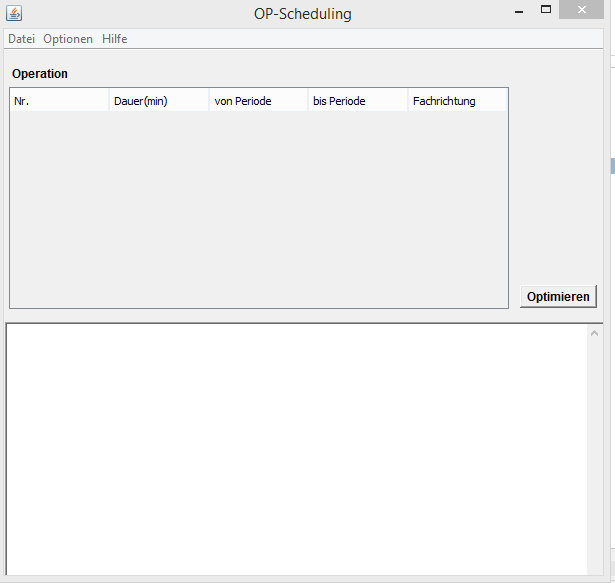 OP-Scheduling
Datei Optionen Hilfe
Operation
Nr. Dauer(min) von Periode bis Periode Fachrichtung
Optimieren